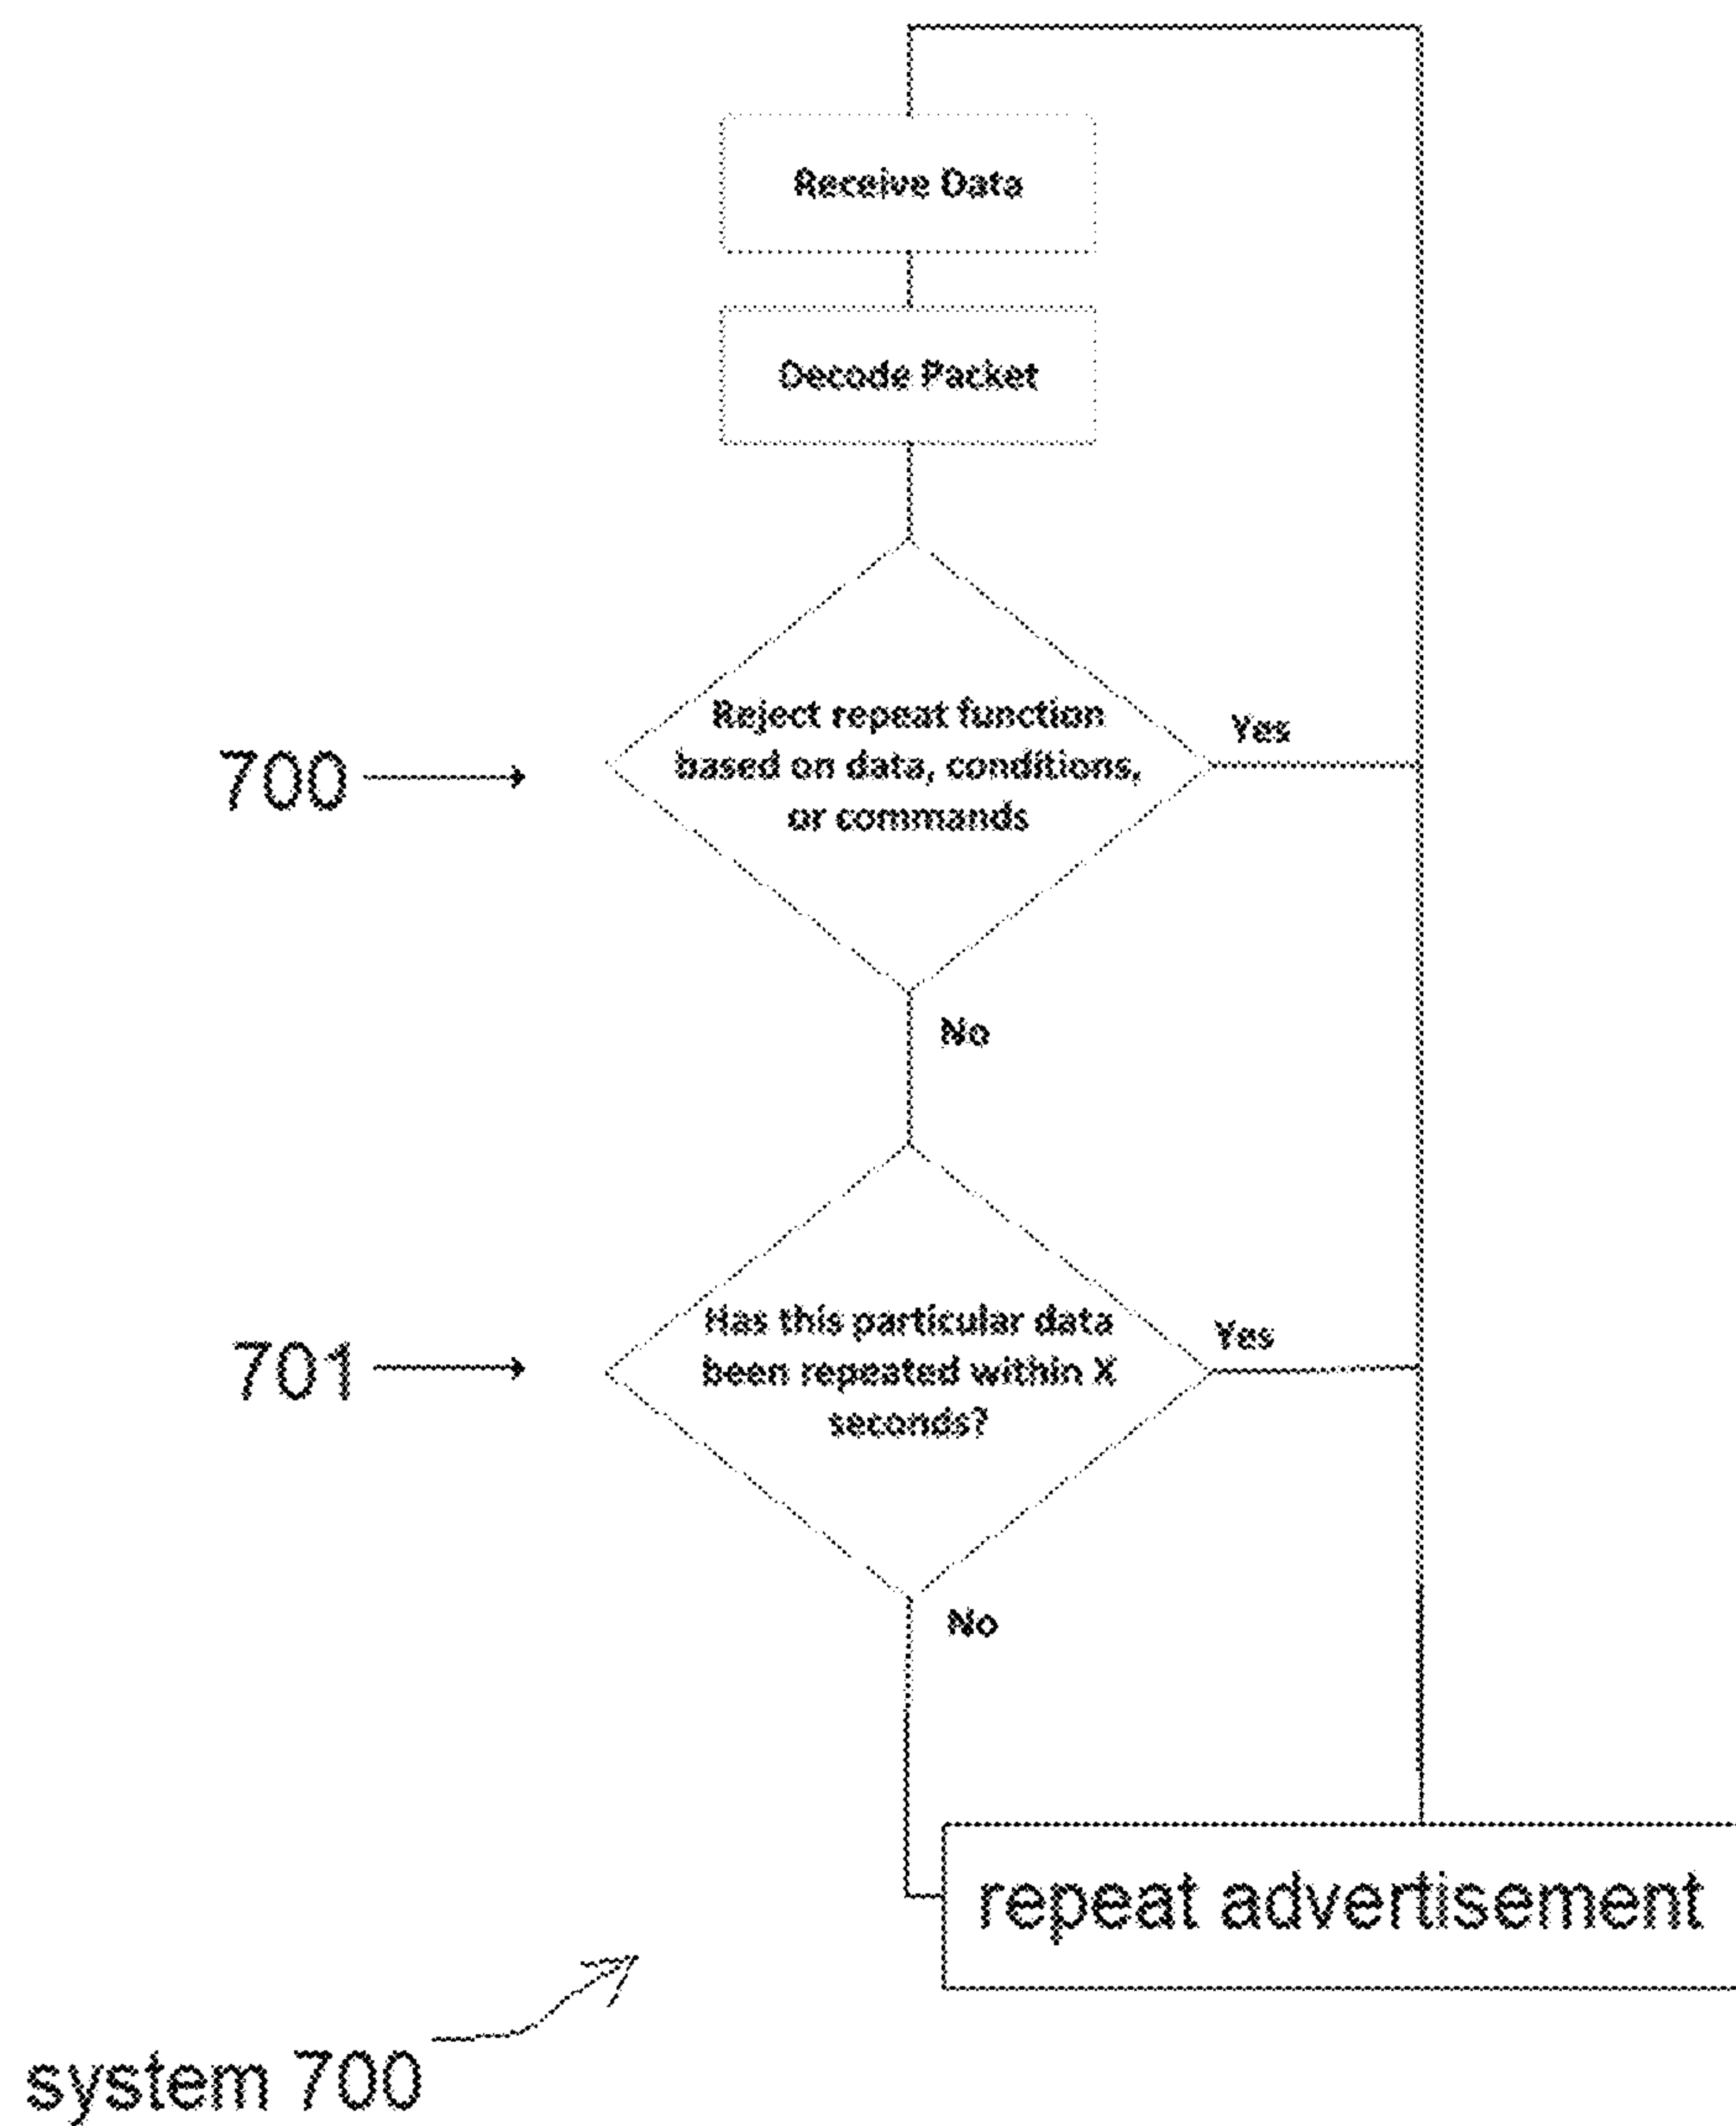 Receive Data
Decode Packet
Reject repeat function
based on data, conditions,
or commands
Yes
700
No
Has this particular data
been repeated within X
seconds?
Yes
701
No
repeat advertisement
system 700